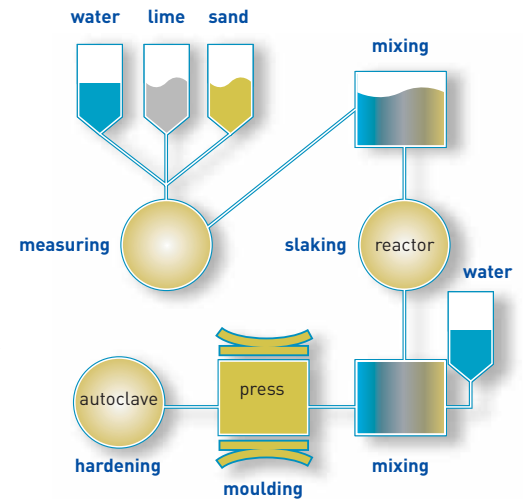 water lime sand
mixing
measuring
slaking
reactor
water
autoclave
press
hardening
mixing
moulding